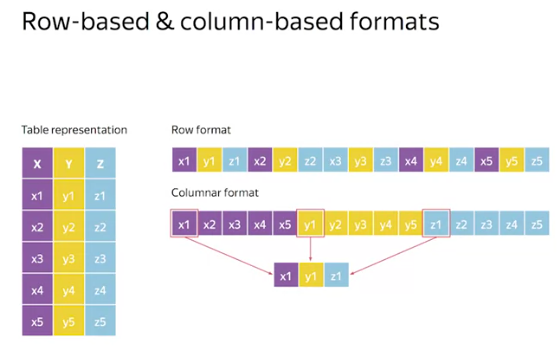 Row-based & column-based formats
Table representation
X Y Z
x1 y1 z1
x2 y2 z2
x3 y3 z3
x4 y4 z4
x5 y5 z5
Row format
x1 y1 z1 x2 y2 z2 x3 y3 z3 x4 y4 z4 x5 y5 z5
Columnar format
x1 x2 x3 x4 x5 y1 y2 y3 y4 y5 z1 z2 z3 z4 z5
x1 y1 z1